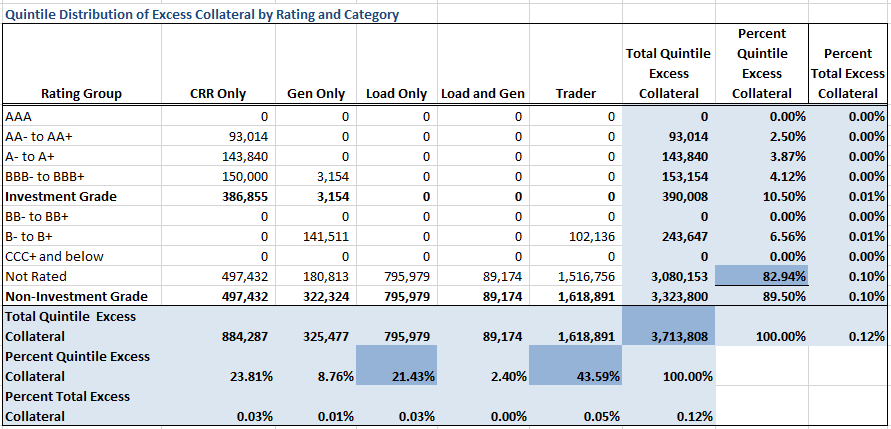 Quintile Distribution of Excess Collateral by Rating and Category
Rating Group CRR Only Gen Only Load Only Load and Gen Trader Total Quintile Excess Collateral Percent Quintile Excess Collateral Percent Total Excess Collateral
AAA 0 0 0 0 0 0 0.00% 0.00%
AA- to AA+ 93,014 0 0 0 0 93,014 2.50% 0.00%
A- to A+ 143,840 0 0 0 0 143,840 3.87% 0.00%
BBB- to BBB+ 150,000 3,154 0 0 0 153,154 4.12% 0.00%
Investment Grade 386,855 3,154 0 0 0 390,008 10.50% 0.01%
BB- to BB+ 0 0 0 0 0 0 0.00% 0.00%
B- to B+ 0 141,511 0 0 102,136 243,647 6.56% 0.01%
CCC+ and below 0 0 0 0 0 0 0.00% 0.00%
Not Rated 497,432 180,813 795,979 89,174 1,516,756 3,080,153 82.94% 0.10%
Non-Investment Grade 497,432 322,324 795,979 89,174 1,618,891 3,323,800 89.50% 0.10%
Total Quintile Excess
Collateral 884,287 325,477 795,979 89,174 1,618,891 3,713,808 100.00% 0.12%
Percent Quintile Excess
Collateral 23.81% 8.76% 21.43% 2.40% 43.59% 100.00%
Percent Total Excess
Collateral 0.03% 0.01% 0.03% 0.00% 0.05% 0.12%